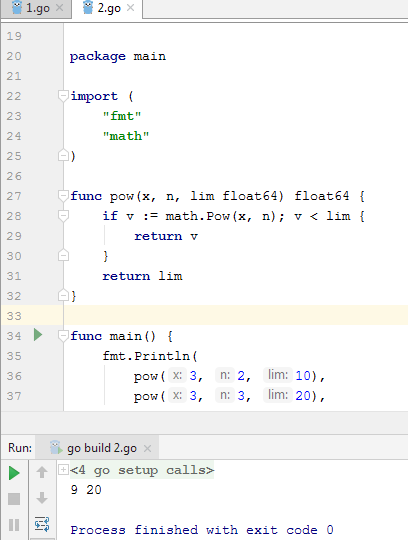 1.go 2.go
19
20 package main
21
22 import (
23 "fmt"
24 "math"
25 )
26
27 func pow(x, n, lim float64) float64 {
28 if v := math.Pow(x, n); v < lim {
29 return v
30 }
31 return lim
32 }
33
34 func main() {
35 fmt.Println(
36 pow( x: 3, n: 2, lim: 10),
37 pow( x: 3, n: 3, lim: 20),
Run: go build 2.go
<4 go setup calls>
9 20
Process finished with exit code 0